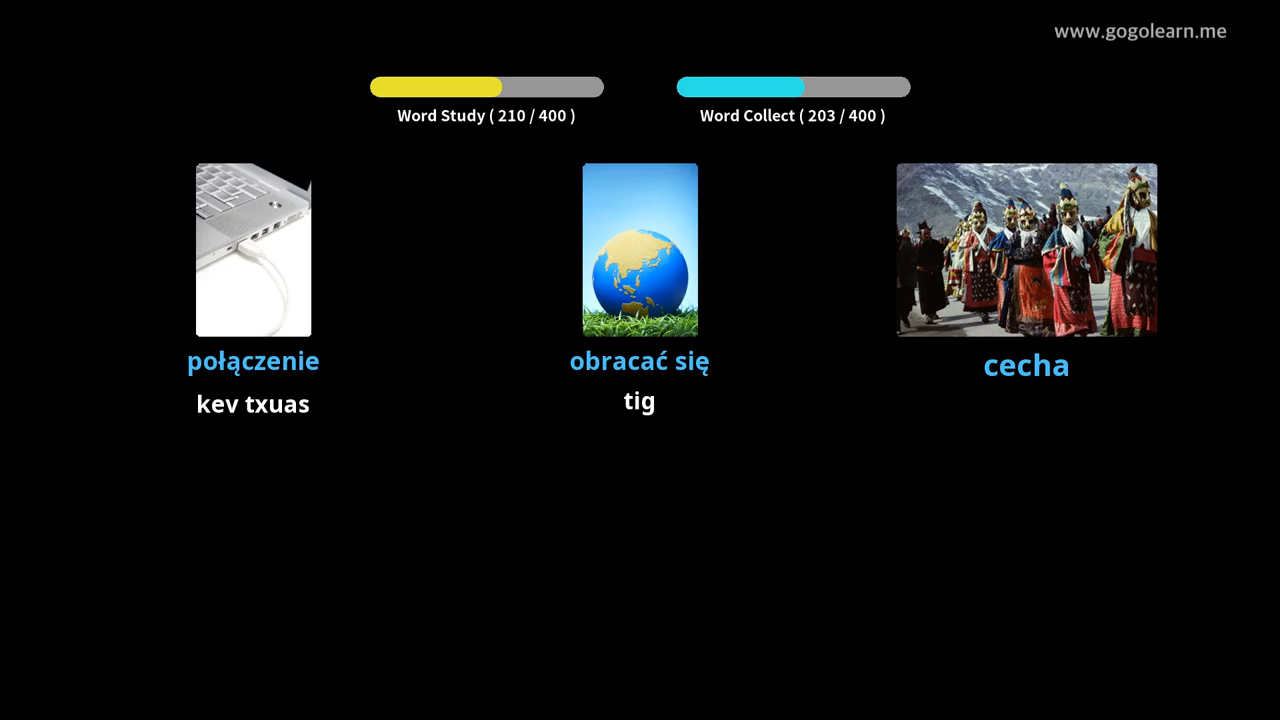 www.gogolearn.me
Word Study ( 210 / 400 )
Word Collect ( 203 / 400 )
połączenie
obracać się
cecha
kev txuas
tig